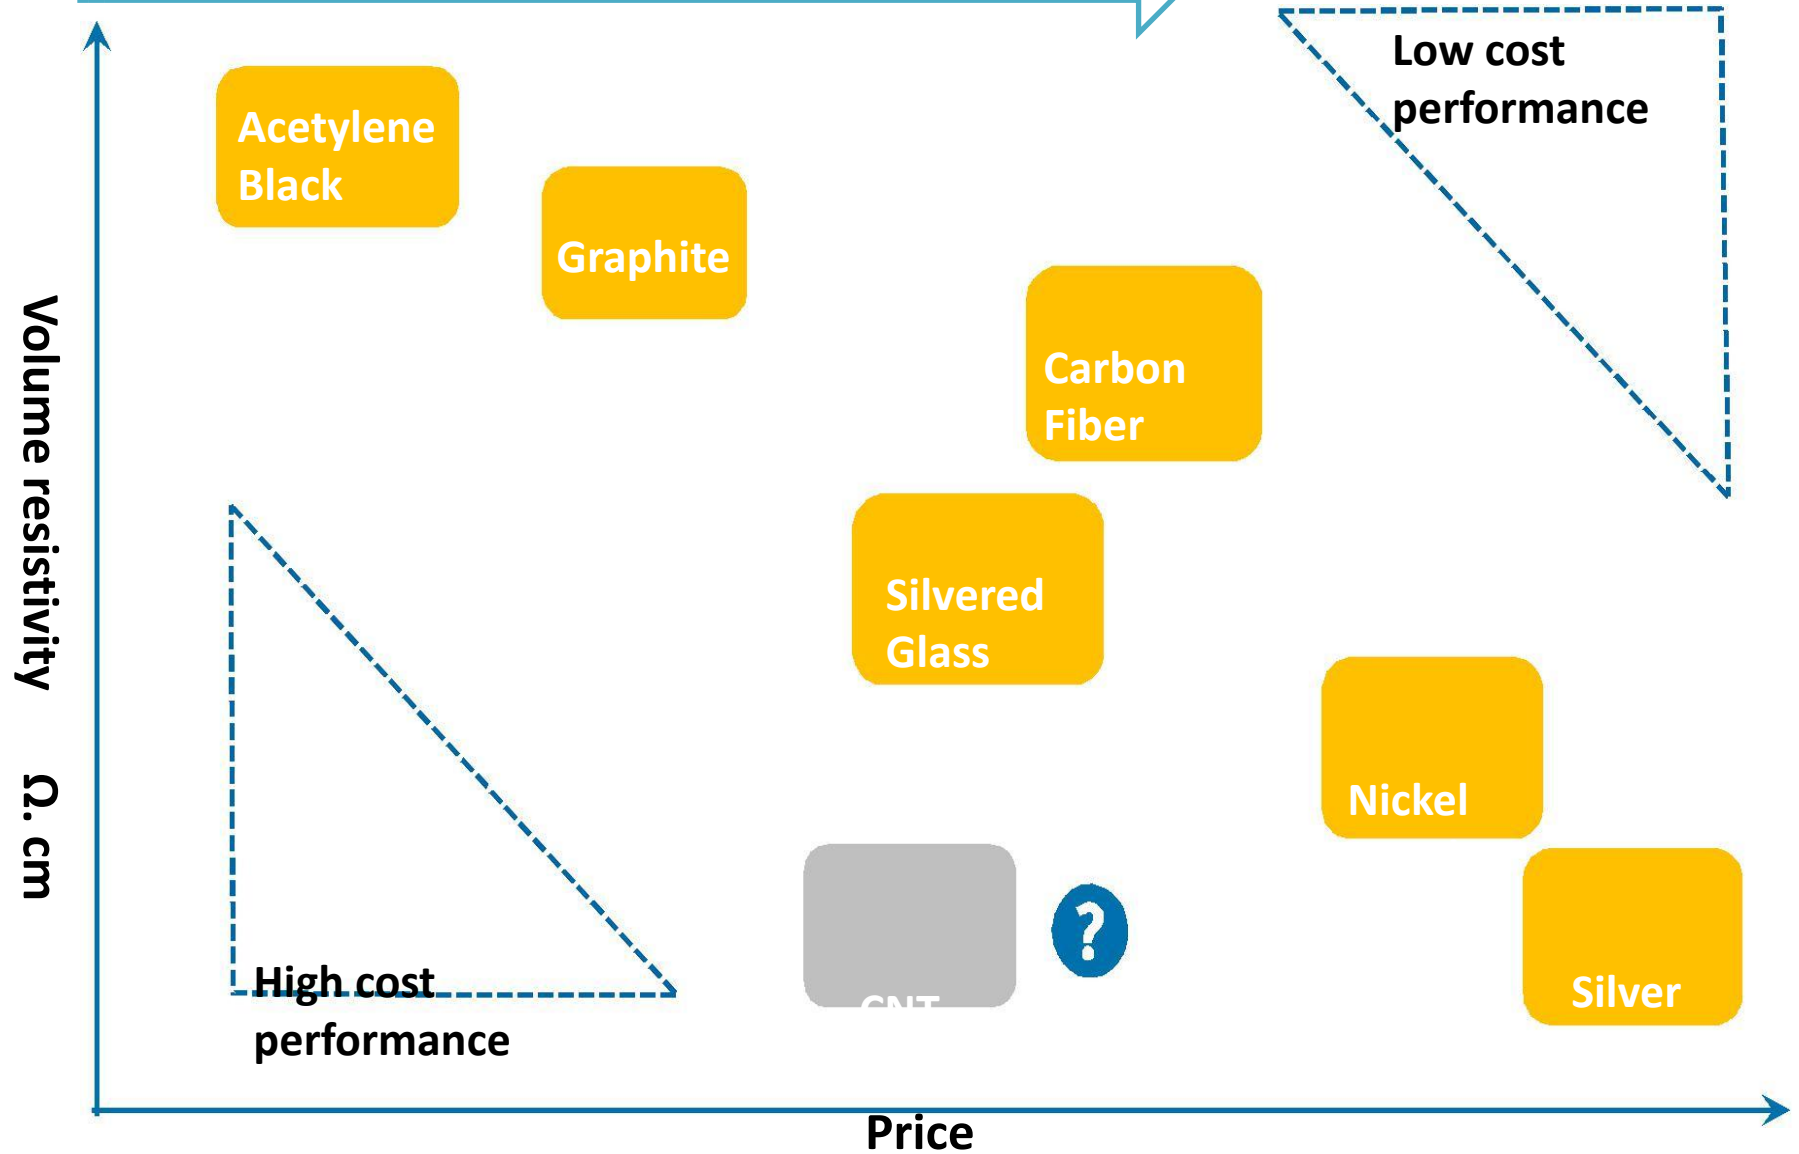 Low cost
performance
Acetylene
Black
Graphite
Carbon
Fiber
Volume resistivity Ω. cm
Silvered
Glass
Nickel
CNT
?
Silver
High cost
performance
Price